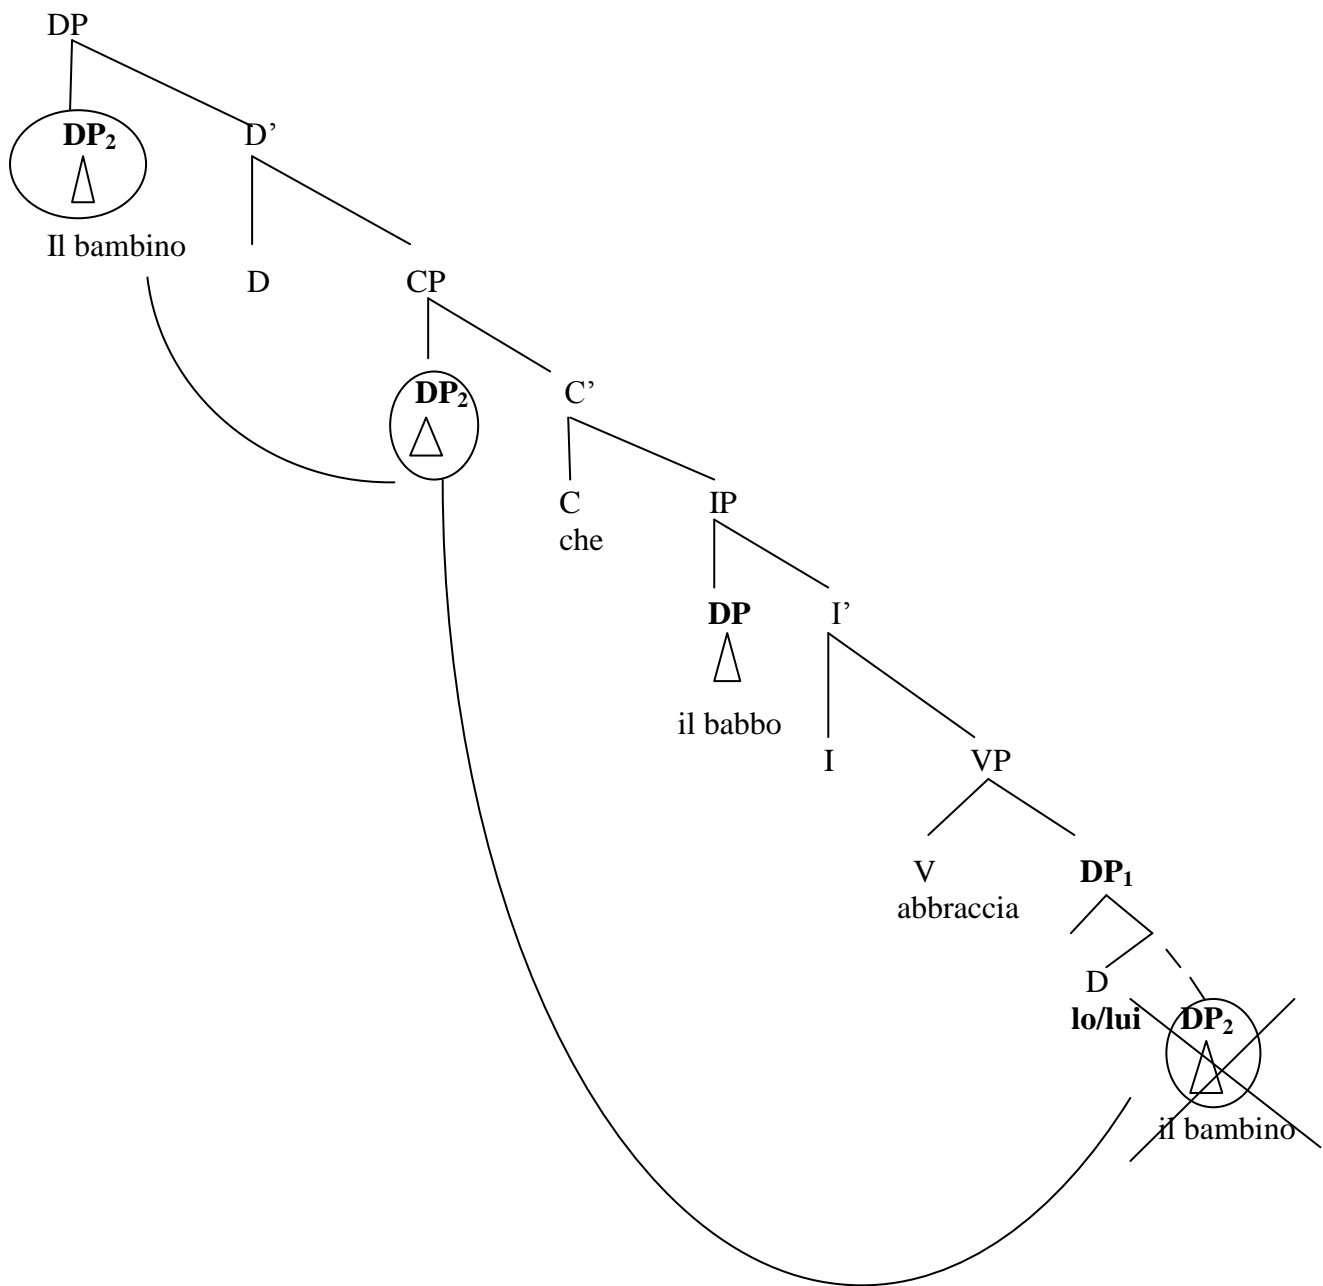 DP
DP₂ D’
Il bambino
D CP
DP₂ C’
C IP
che
DP I’
il babbo
I VP
V DP₁
abbraccia
D
lo/lui DP₂
il bambino